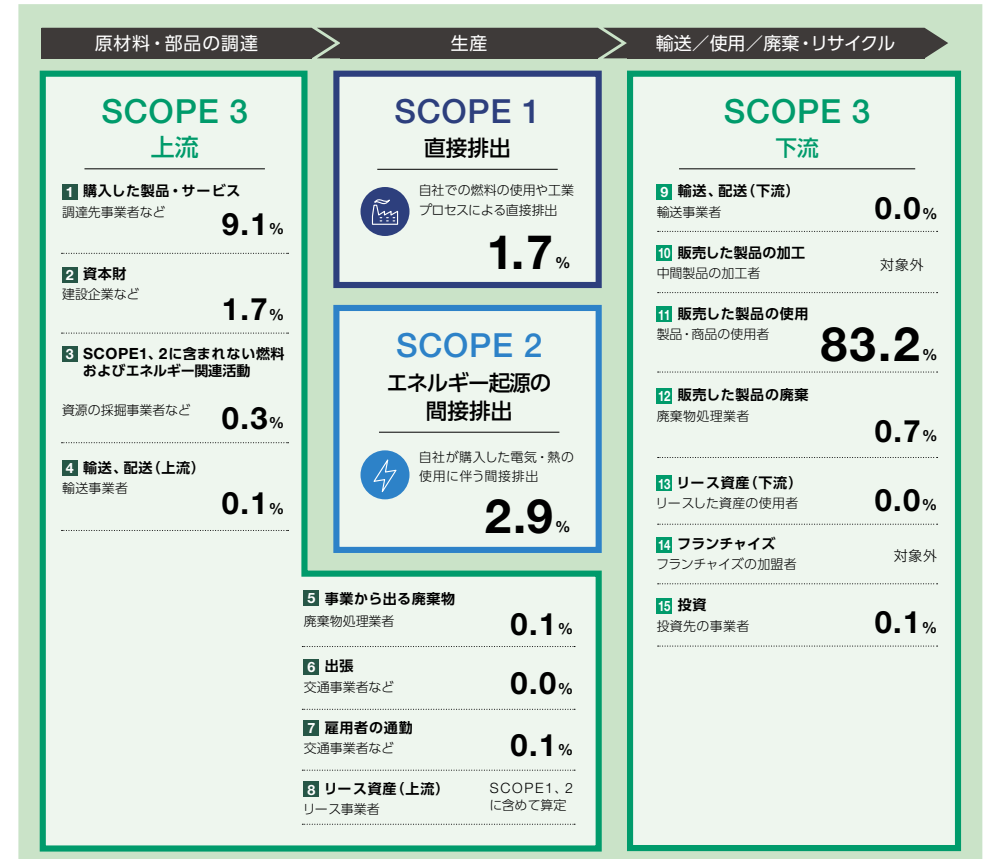 原材料・部品の調達
生産
輸送／使用／廃棄・リサイクル
SCOPE 3
上流
1 購入した製品・サービス
調達先事業者など
9.1%
2 資本財
建設企業など
1.7%
3 SCOPE1、2に含まれない燃料
およびエネルギー関連活動
資源の採掘事業者など
0.3%
4 輸送、配送（上流）
輸送事業者
0.1%
SCOPE 1
直接排出
自社での燃料の使用や工業
プロセスによる直接排出
1.7%
SCOPE 2
エネルギー起源の
間接排出
自社が購入した電気・熱の
使用に伴う間接排出
2.9%
5 事業から出る廃棄物
廃棄物処理業者
0.1%
6 出張
交通事業者など
0.0%
7 雇用者の通勤
交通事業者など
0.1%
8 リース資産（上流）
リース事業者
SCOPE1、2
に含めて算定
SCOPE 3
下流
9 輸送、配送（下流）
輸送事業者
0.0%
10 販売した製品の加工
中間製品の加工者
対象外
11 販売した製品の使用
製品・商品の使用者
83.2%
12 販売した製品の廃棄
廃棄物処理業者
0.7%
13 リース資産（下流）
リースした資産の使用者
0.0%
14 フランチャイズ
フランチャイズの加盟者
対象外
15 投資
投資先の事業者
0.1%